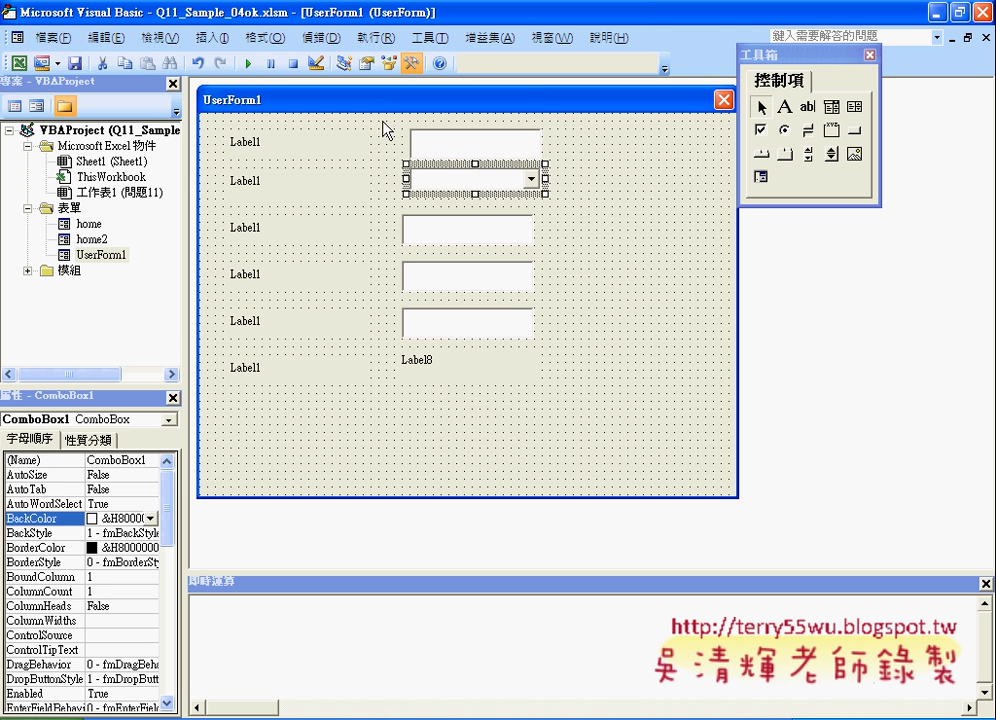 Microsoft Visual Basic - Q11_Sample_04ok.xlsm - [UserForm1 (UserForm)]
檔案(F) 編輯(E) 檢視(V) 插入(I) 格式(O) 偵錯(D) 執行(R) 工具(T) 增益集(A) 視窗(W) 說明(H)
鍵入需要解答的問題
專案 - VBAProject
VBAProject (Q11_Sample
Microsoft Excel 物件
Sheet1 (Sheet1)
ThisWorkbook
工作表1 (問題11)
表單
home
home2
UserForm1
模組
屬性 - ComboBox1
ComboBox1 ComboBox
字母順序 性質分類
(Name) ComboBox1
AutoSize False
AutoTab False
AutoWordSelect True
BackColor &H8000(
BackStyle 1 - fmBackStyle
BorderColor &H8000000
BorderStyle 0 - fmBorderSt
BoundColumn 1
ColumnCount 1
ColumnHeads False
ColumnWidths
ControlSource
ControlTipText
DragBehavior 0 - fmDragBeha
DropButtonStyle 1 - fmDropButt
Enabled True
EnterFieldBehavi 0 - fmEnterFiel
UserForm1
Label1
Label1
Label1
Label1
Label1
Label8
Label1
工具箱
控制項
即時運算
http://terry55wu.blogspot.tw
吳清輝老師錄製